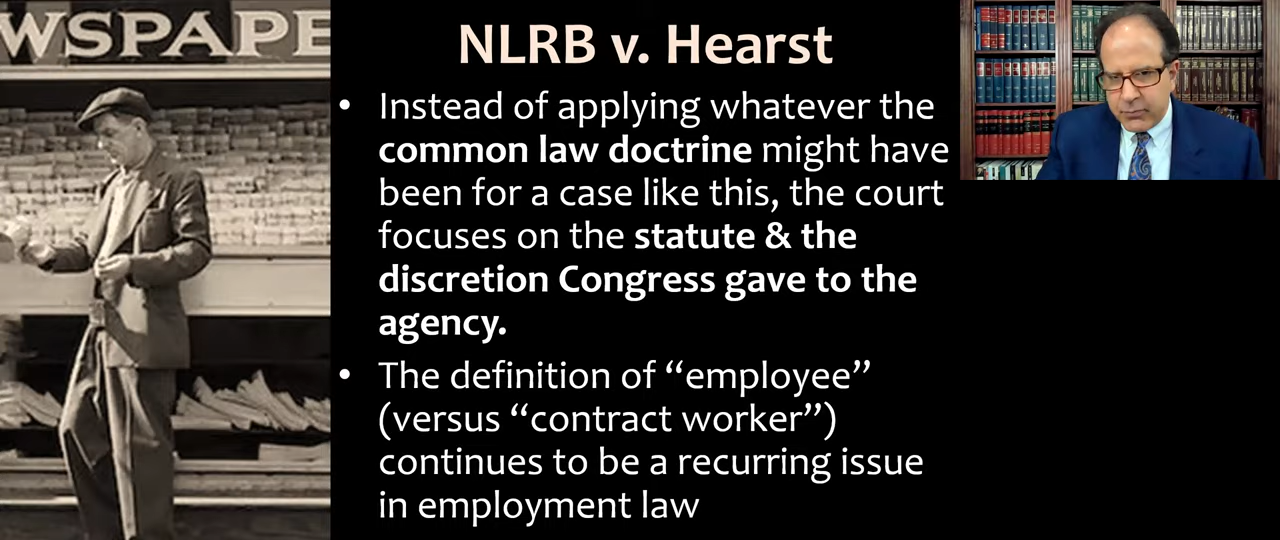 WSPAPE
NLRB v. Hearst
• Instead of applying whatever the
common law doctrine might have
been for a case like this, the court
focuses on the statute & the
discretion Congress gave to the
agency.
• The definition of “employee”
(versus “contract worker”)
continues to be a recurring issue
in employment law